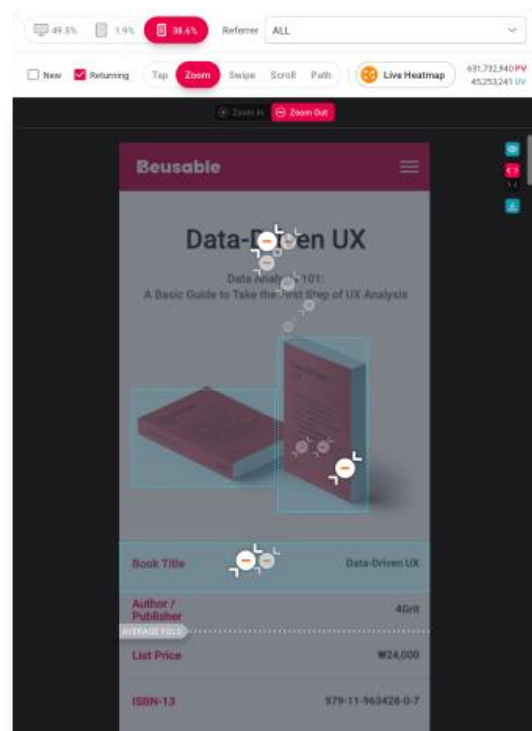 49.5% 1.9% 38.6% Referrer ALL
New Returning Tap Zoom Swipe Scroll Path Live Heatmap 631,732,940 PV
45,253,241 UV
Zoom In Zoom Out
Beusable
Data-Driven UX
Data Analysis 101:
A Basic Guide to Take the First Step of UX Analysis
Book Title Data-Driven UX
Author /
Publisher 4Grit
AVERAGE FOLD
List Price ₩24,000
ISBN-13 979-11-963428-0-7